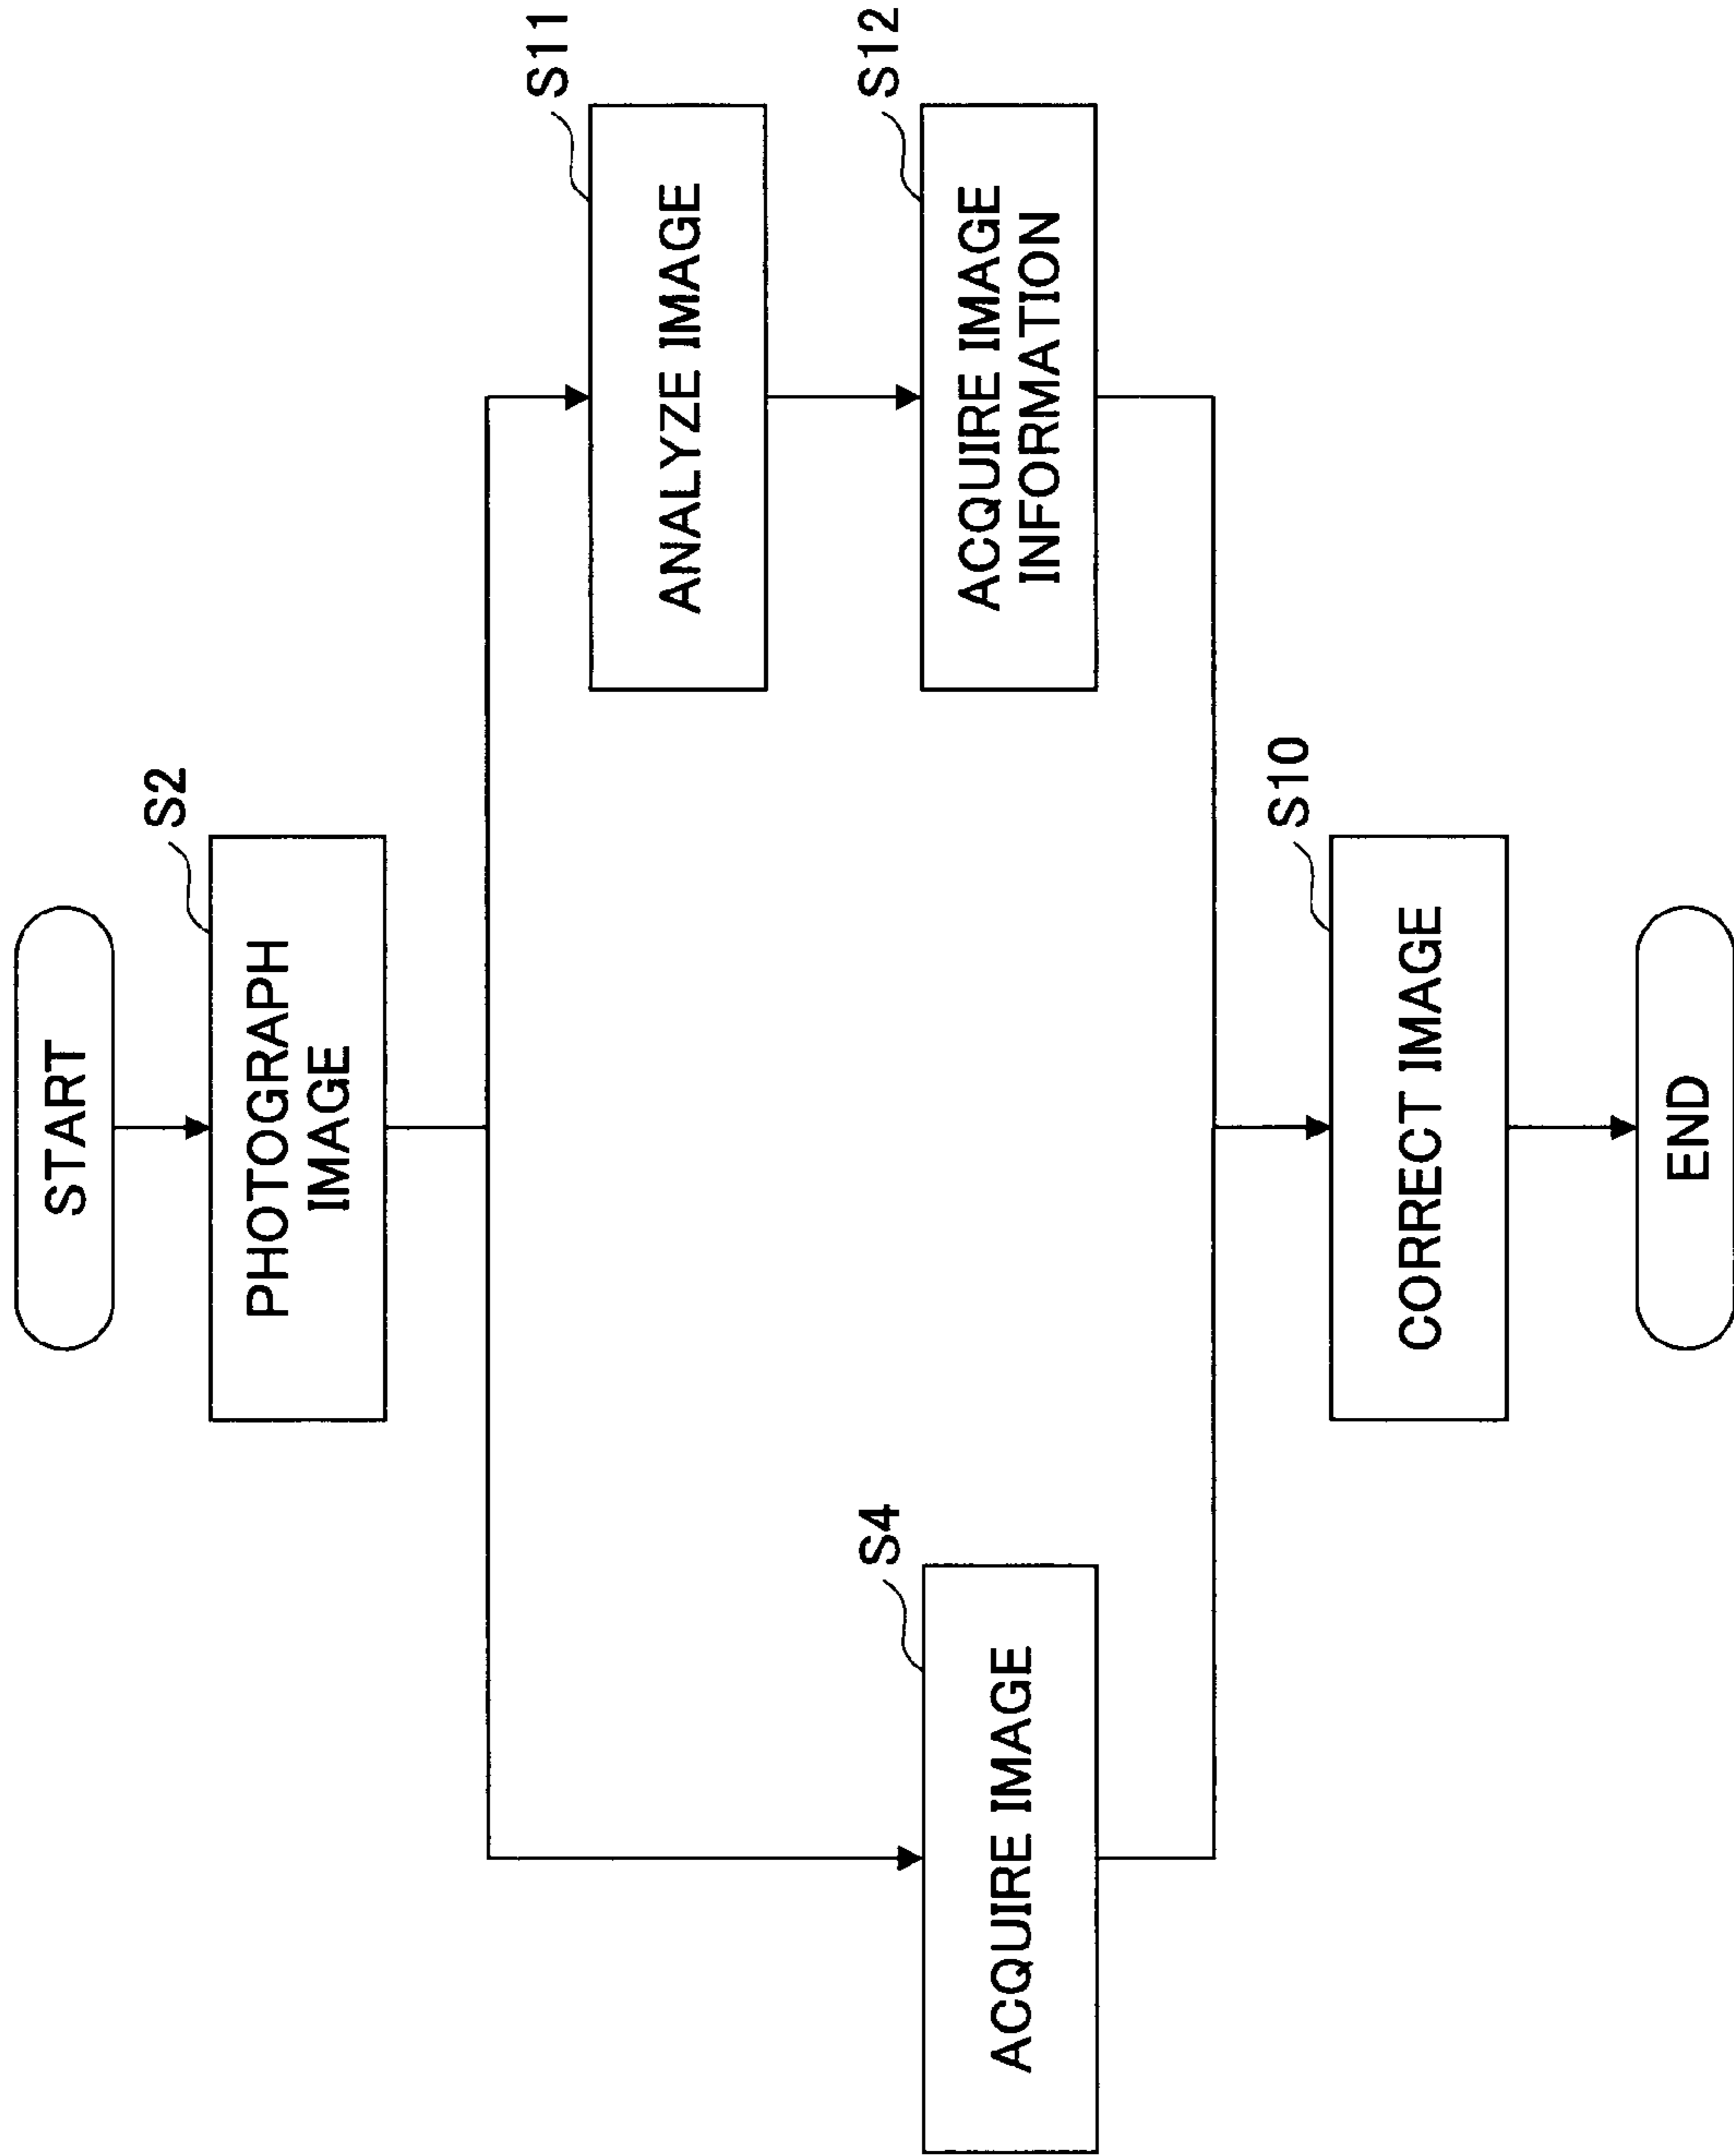 START
S2
PHOTOGRAPH
IMAGE
S11
ANALYZE IMAGE
S4
ACQUIRE IMAGE
S12
ACQUIRE IMAGE
INFORMATION
S10
CORRECT IMAGE
END